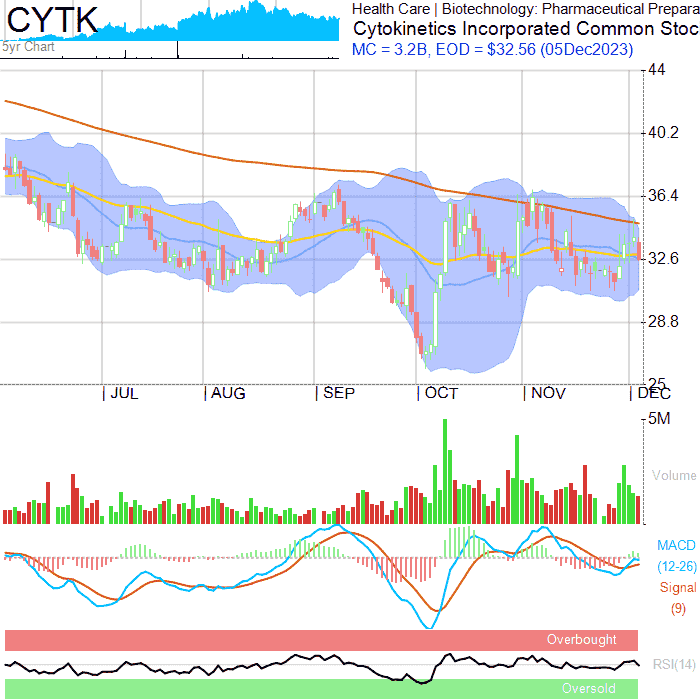 CYTK
5yr Chart
Health Care | Biotechnology: Pharmaceutical Prepara
Cytokinetics Incorporated Common Stoc
MC = 3.2B, EOD = $32.56 (05Dec2023)
44
40.2
36.4
32.6
28.8
25
JUL
AUG
SEP
OCT
NOV
DEC
5M
Volume
MACD
(12-26)
Signal
(9)
Overbought
RSI(14)
Oversold